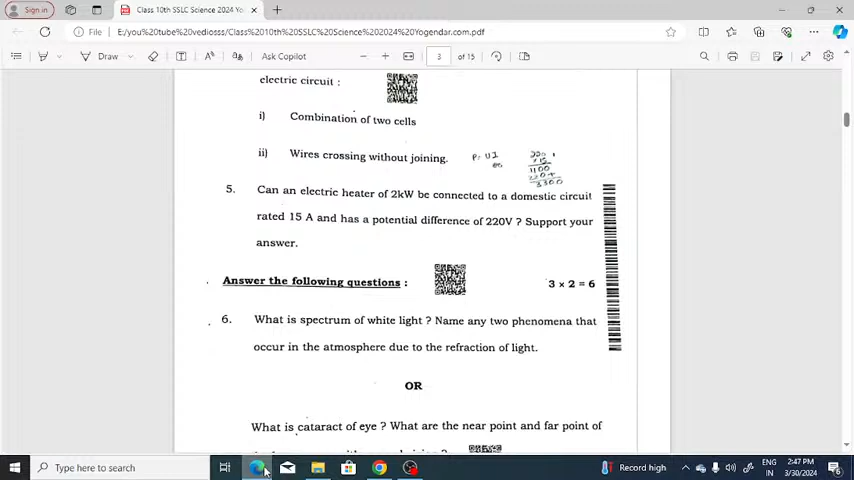 Sign in
Class 10th SSLC Science 2024 Yo
File
E:/you%20tube%20vediosss/Class%2010th%20SSLC%20Science%202024%20Yogendar.com.pdf
Draw
Ask Copilot
3
of 15
electric circuit :
i) Combination of two cells
ii) Wires crossing without joining.
1100
3300
5. Can an electric heater of 2kW be connected to a domestic circuit
rated 15 A and has a potential difference of 220V ? Support your
answer.
Answer the following questions :
3 × 2 = 6
6. What is spectrum of white light ? Name any two phenomena that
occur in the atmosphere due to the refraction of light.
OR
What is cataract of eye ? What are the near point and far point of
Type here to search
Record high
ENG
IN
2:47 PM
3/30/2024